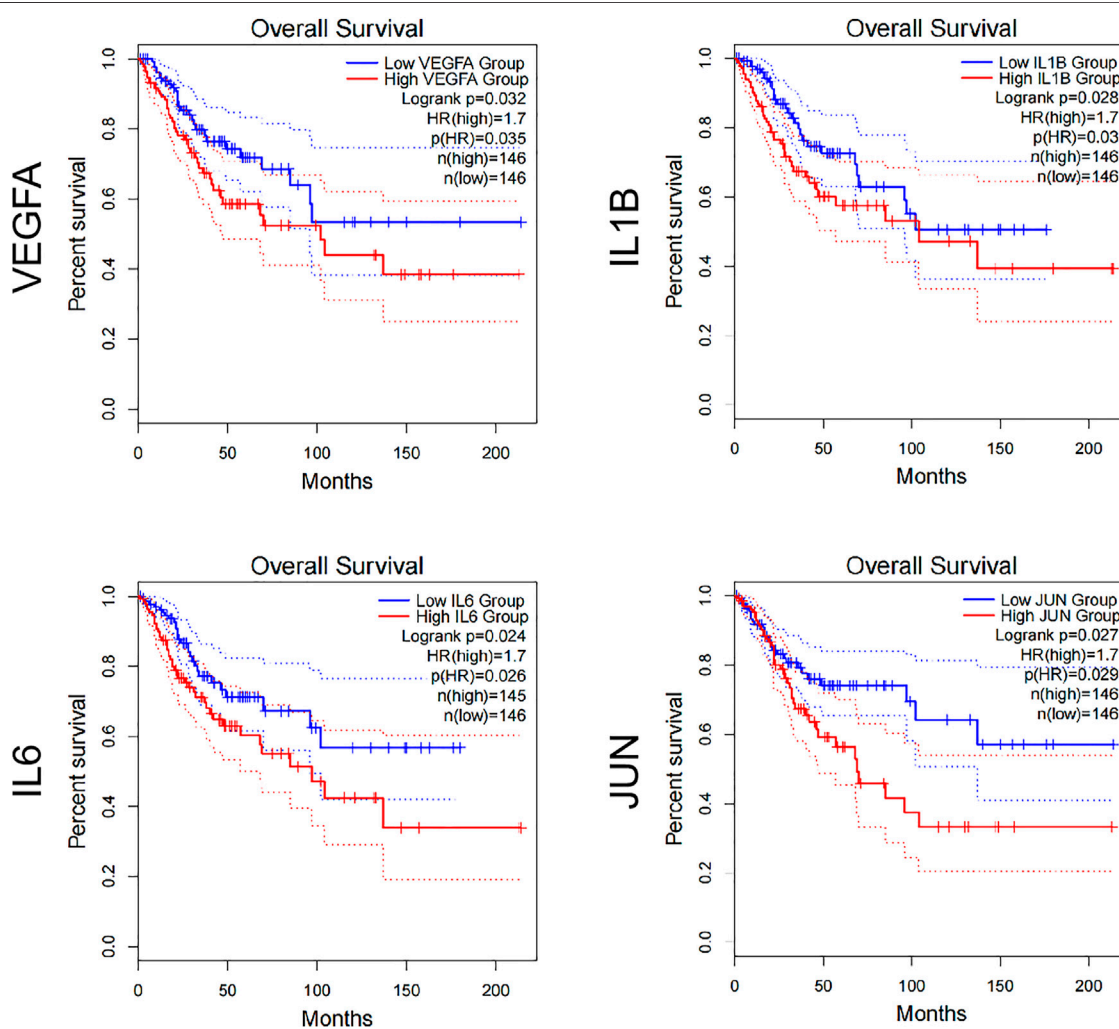 VEGFA
Overall Survival
Percent survival
1.0
0.8
0.6
0.4
0.2
0.0
Low VEGFA Group
High VEGFA Group
Logrank p=0.032
HR(high)=1.7
p(HR)=0.035
n(high)=146
n(low)=146
0 50 100 150 200
Months
IL1B
Overall Survival
Percent survival
1.0
0.8
0.6
0.4
0.2
0.0
Low IL1B Group
High IL1B Group
Logrank p=0.028
HR(high)=1.7
p(HR)=0.03
n(high)=146
n(low)=146
0 50 100 150 200
Months
IL6
Overall Survival
Percent survival
1.0
0.8
0.6
0.4
0.2
0.0
Low IL6 Group
High IL6 Group
Logrank p=0.024
HR(high)=1.7
p(HR)=0.026
n(high)=145
n(low)=146
0 50 100 150 200
Months
JUN
Overall Survival
Percent survival
1.0
0.8
0.6
0.4
0.2
0.0
Low JUN Group
High JUN Group
Logrank p=0.027
HR(high)=1.7
p(HR)=0.029
n(high)=146
n(low)=146
0 50 100 150 200
Months